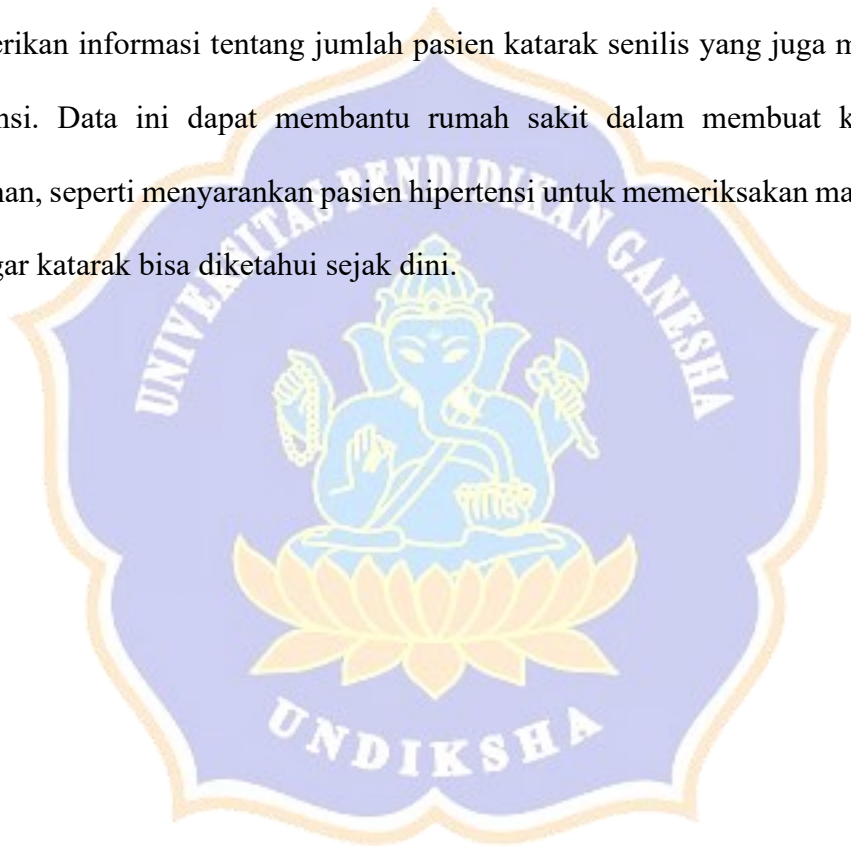 erikan informasi tentang jumlah pasien katarak senilis yang juga m
nsi. Data ini dapat membantu rumah sakit dalam membuat k
nan, seperti menyarankan pasien hipertensi untuk memeriksakan ma
gar katarak bisa diketahui sejak dini.
UNIVERSITAS PENDIDIKAN GANESHA
UNDIKSHA